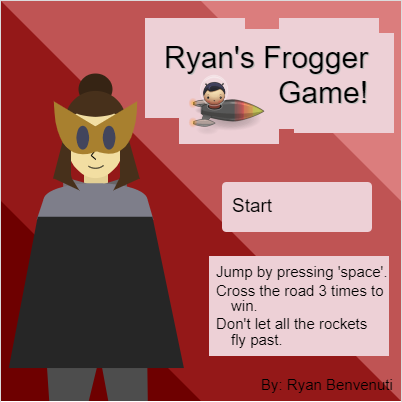 Ryan's Frogger
Game!
Start
Jump by pressing 'space'.
Cross the road 3 times to
win.
Don't let all the rockets
fly past.
By: Ryan Benvenuti